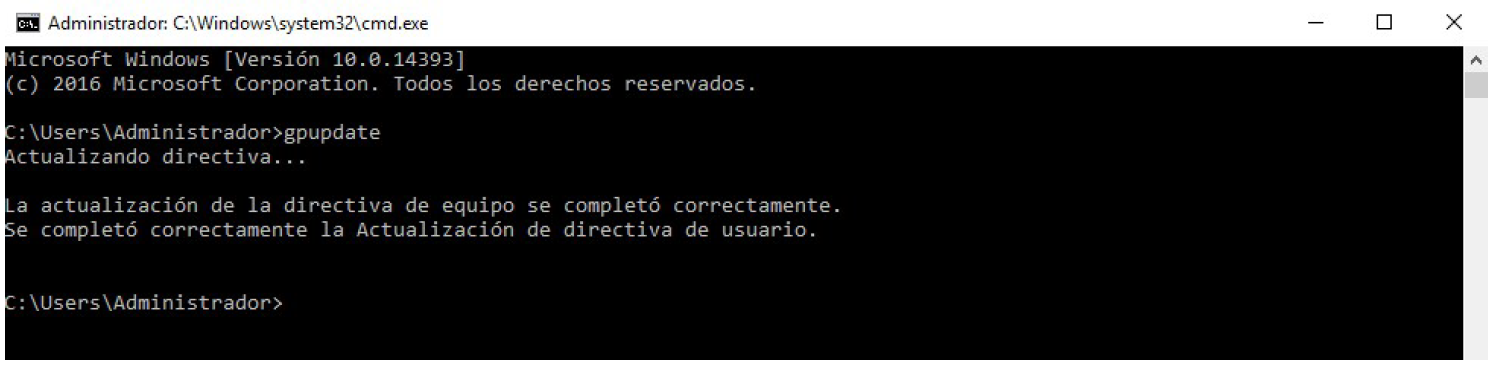 Administrador: C:\Windows\system32\cmd.exe
Microsoft Windows [Versión 10.0.14393]
(c) 2016 Microsoft Corporation. Todos los derechos reservados.
C:\Users\Administrador>gpupdate
Actualizando directiva...
La actualización de la directiva de equipo se completó correctamente.
Se completó correctamente la Actualización de directiva de usuario.
C:\Users\Administrador>